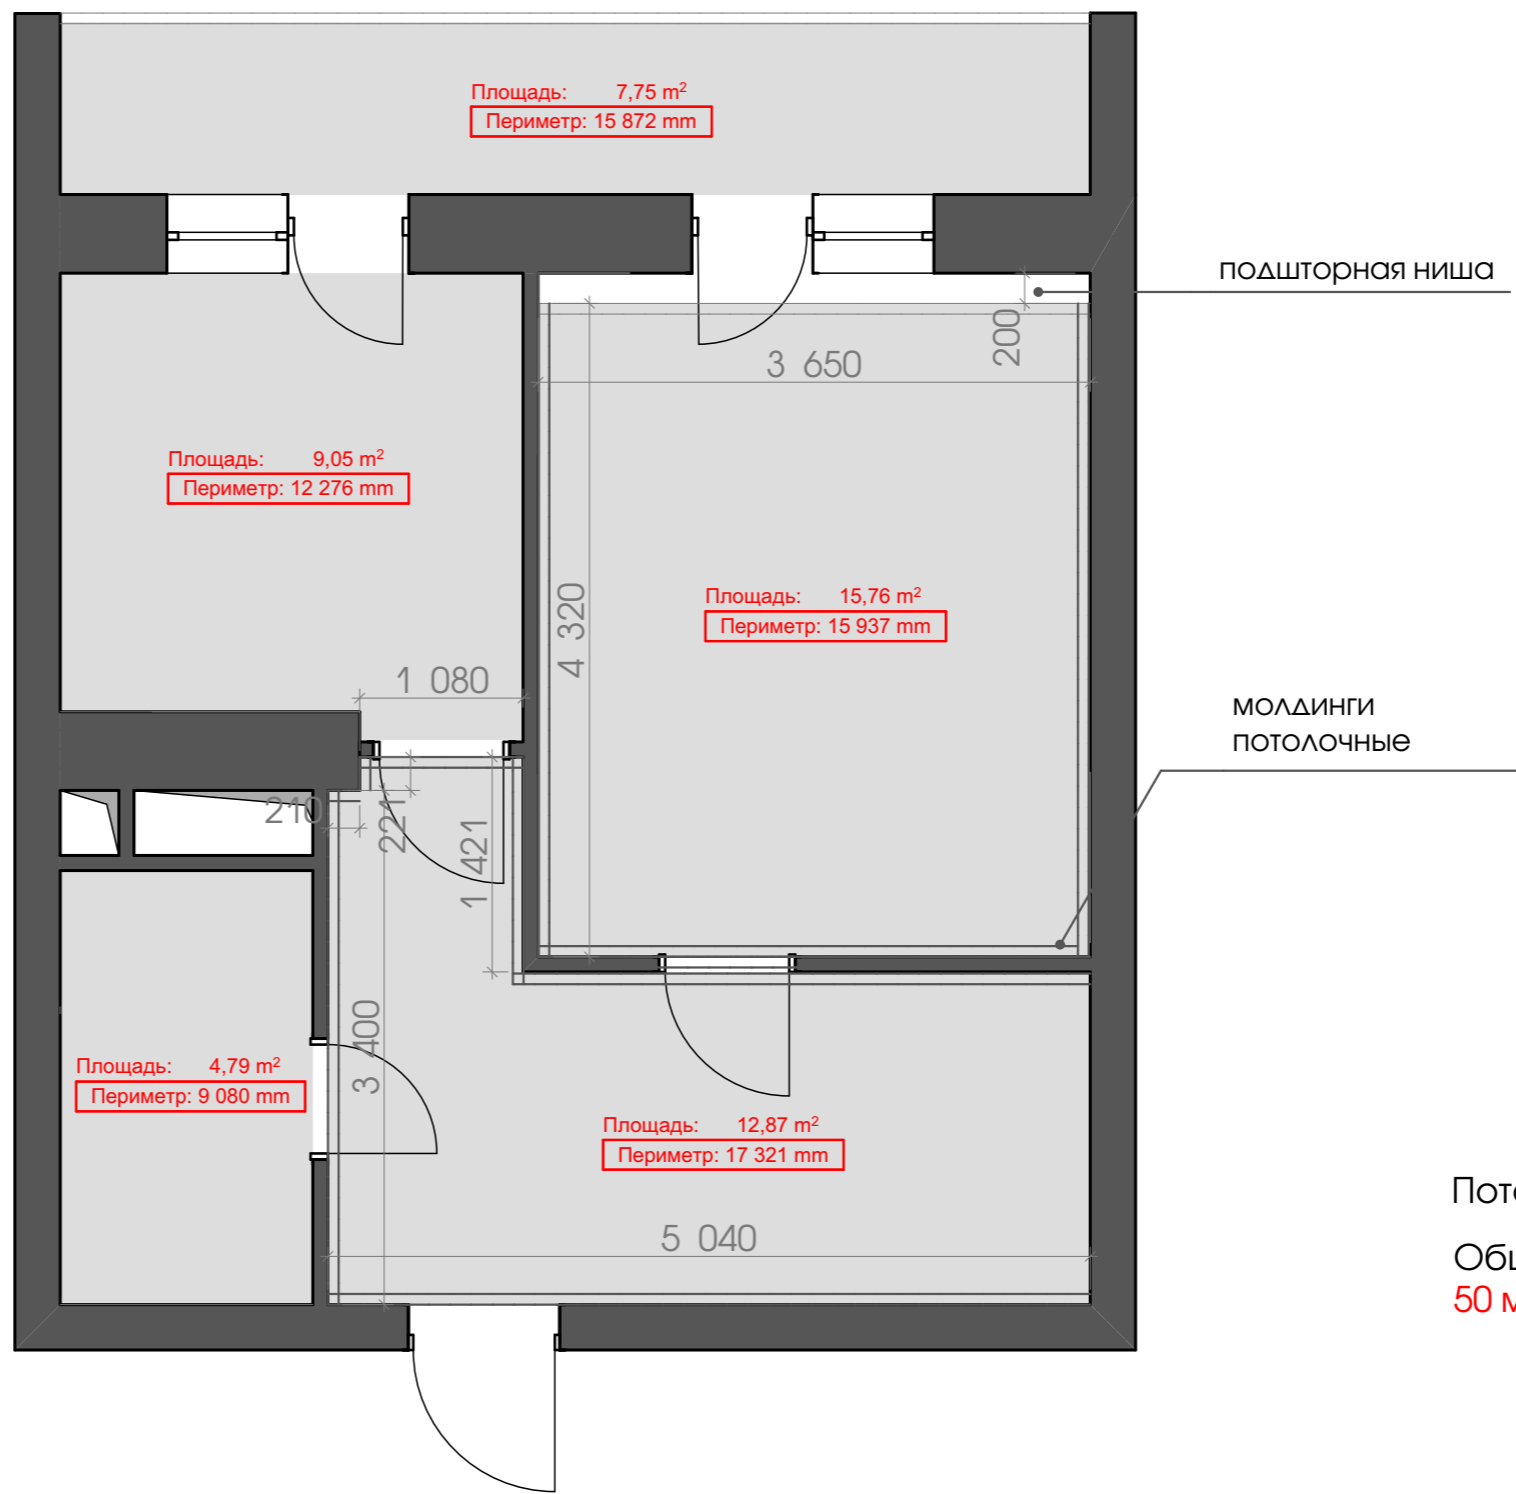 Площадь: 7,75 m²
Периметр: 15 872 mm
подшторная ниша
200
3 650
Площадь: 9,05 m²
Периметр: 12 276 mm
4 320
Площадь: 15,76 m²
Периметр: 15 937 mm
1 080
молдинги
потолочные
210
221
1 421
3 400
Площадь: 4,79 m²
Периметр: 9 080 mm
Площадь: 12,87 m²
Периметр: 17 321 mm
5 040
50